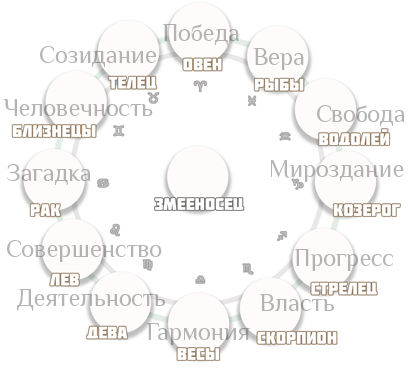 Победа
ОВЕН
Вера
РЫБЫ
Свобода
ВОДОЛЕЙ
Мироздание
КОЗЕРОГ
Прогресс
СТРЕЛЕЦ
Власть
СКОРПИОН
Гармония
ВЕСЫ
Деятельность
ДЕВА
Совершенство
ЛЕВ
Загадка
РАК
Человечность
БЛИЗНЕЦЫ
Созидание
ТЕЛЕЦ
ЗМЕЕНОСЕЦ
♈
♓
♒
♑
♐
♏
♎
♍
♌
♋
♊
♉